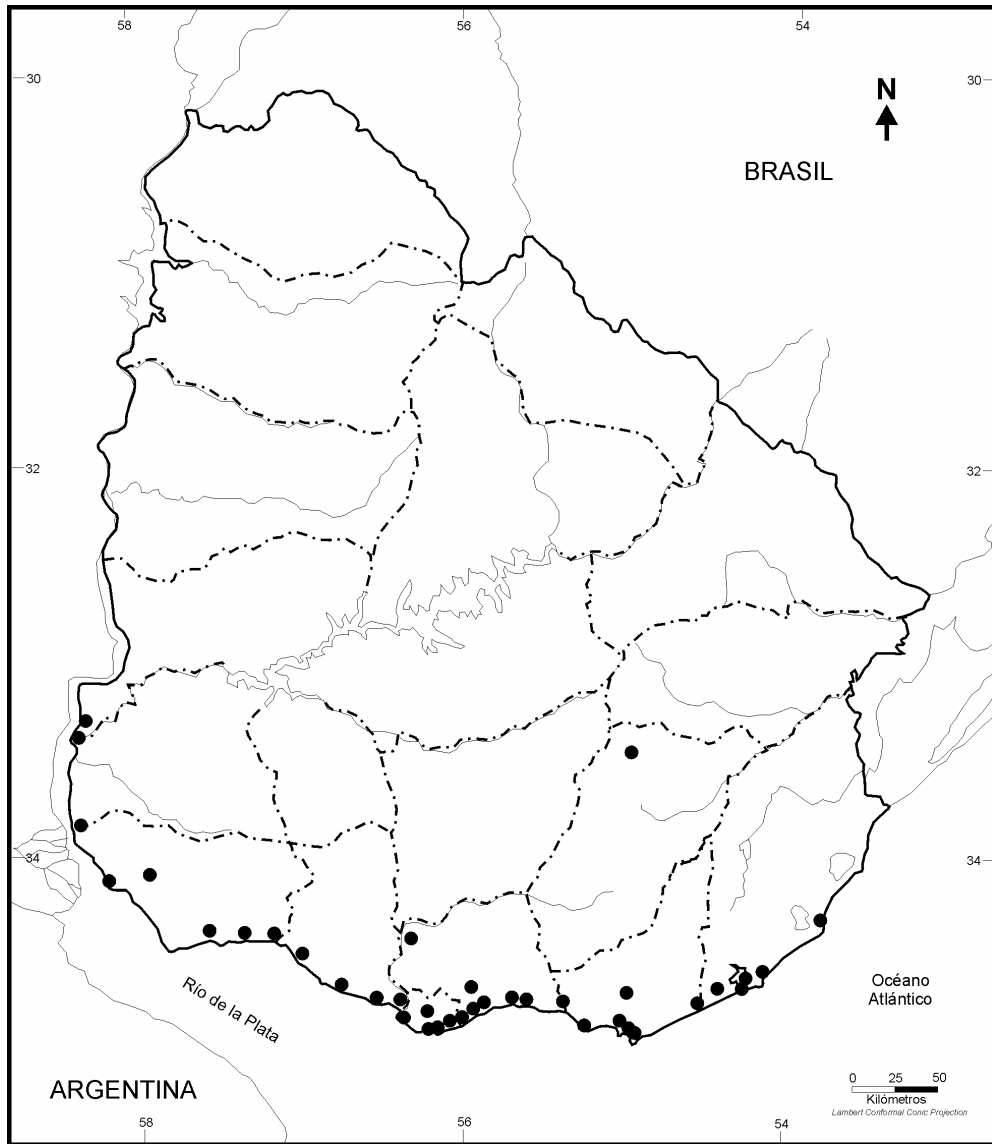 58
56
54
30
30
N
BRASIL
32
32
34
34
Río de la Plata
Océano
Atlántico
ARGENTINA
0 25 50
Kilómetros
Lambert Conformal Conic Projection
58
56
54